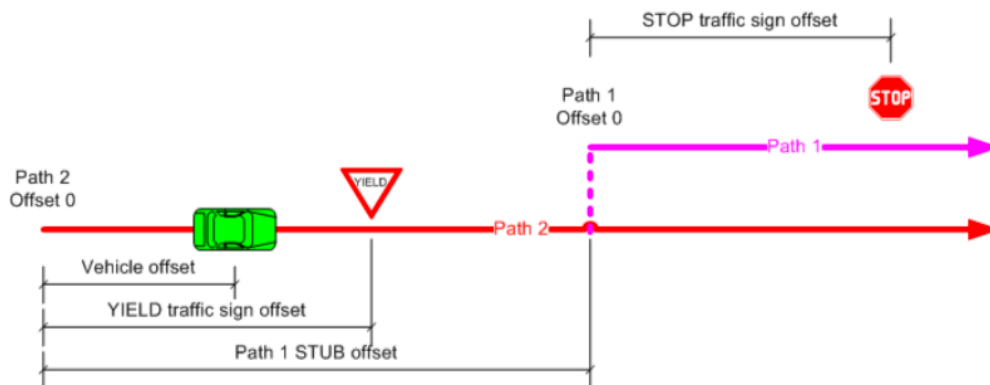 STOP traffic sign offset
Path 1
Offset 0
STOP
Path 1
Path 2
Offset 0
YIELD
Path 2
Vehicle offset
YIELD traffic sign offset
Path 1 STUB offset